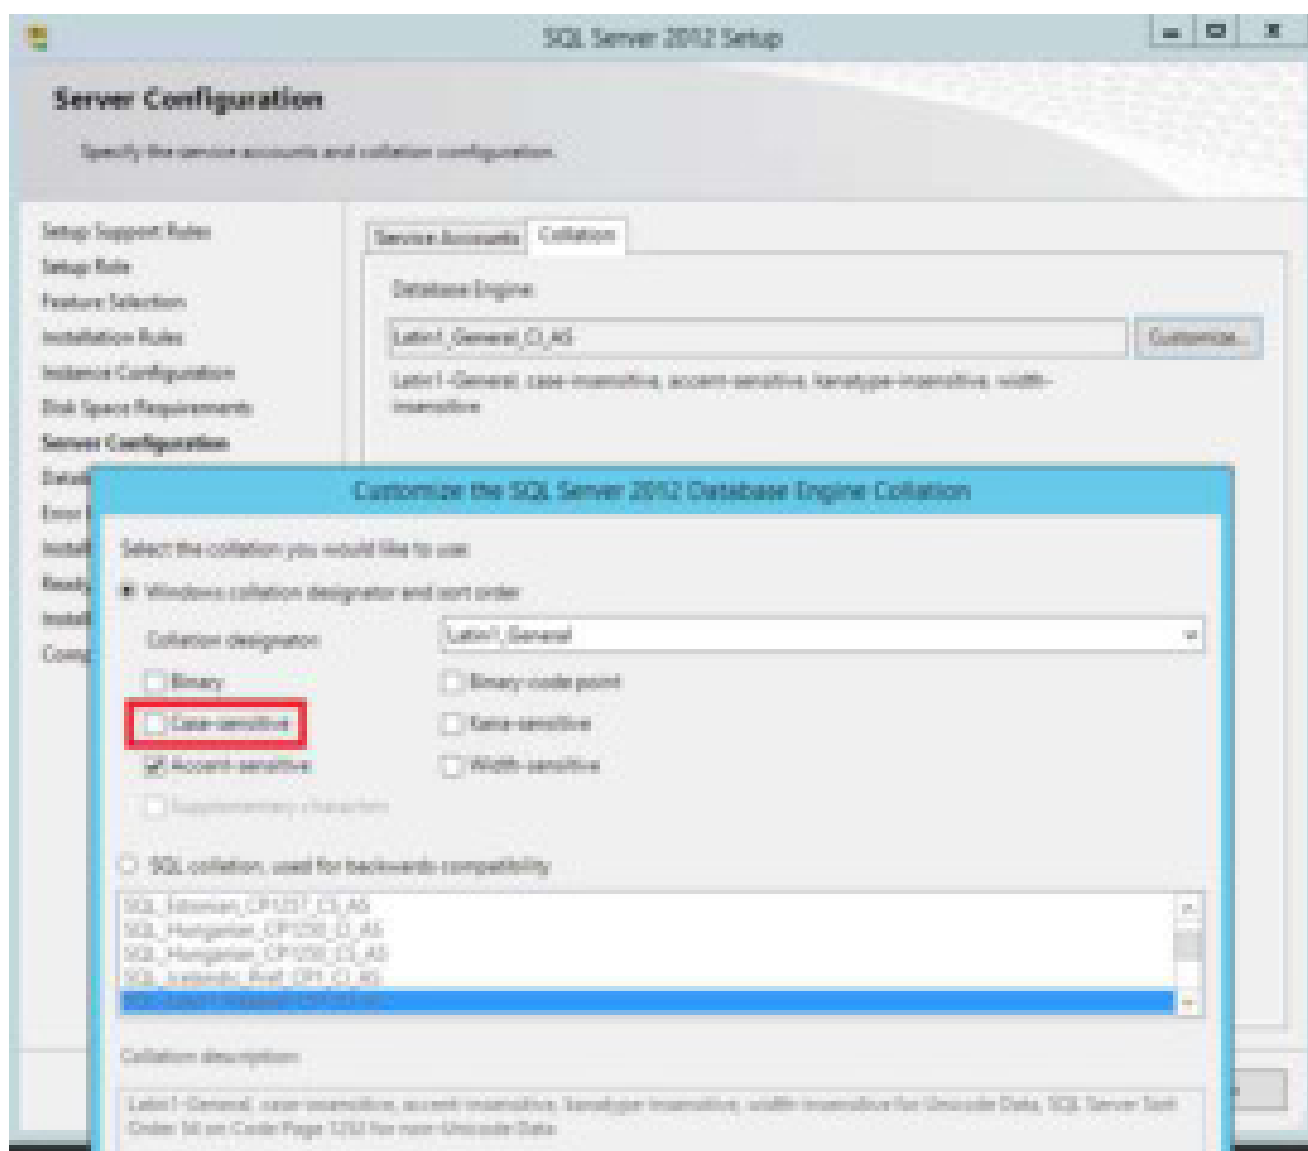 SQL Server 2012 Setup
Server Configuration
Specify the service accounts and collation configuration.
Setup Support Rules
Setup Role
Feature Selection
Installation Rules
Instance Configuration
Disk Space Requirements
Server Configuration
Service Accounts
Collation
Database Engine:
Latin1_General_CI_AS
Customize...
Latin1-General, case-insensitive, accent-sensitive, kanatype-insensitive, width-
insensitive
Customize the SQL Server 2012 Database Engine Collation
Select the collation you would like to use:
Windows collation designator and sort order
Collation designator:
Latin1_General
Binary
Binary-code point
Case-sensitive
Kana-sensitive
Accent-sensitive
Width-sensitive
Supplementary characters
SQL collation, used for backwards compatibility
SQL_Estonian_CP1257_CS_AS
SQL_Hungarian_CP1250_CI_AS
SQL_Hungarian_CP1250_CS_AS
SQL_Icelandic_Pref_CP1_CI_AS
Collation description:
Latin1-General, case-insensitive, accent-insensitive, kanatype-insensitive, width-insensitive for Unicode Data, SQL Server Sort
Order 54 on Code Page 1252 for non-Unicode Data